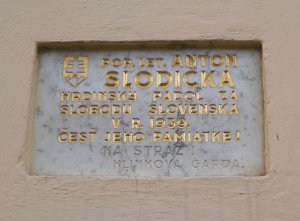 POR. LET. ANTON
SLODIČKA
HRDINSKY PADOL ZA
SLOBODU SLOVENSKA
V R. 1939.
ČESŤ JEHO PAMIATKE!
NA STRÁŽ!
HLINKOVA GARDA.